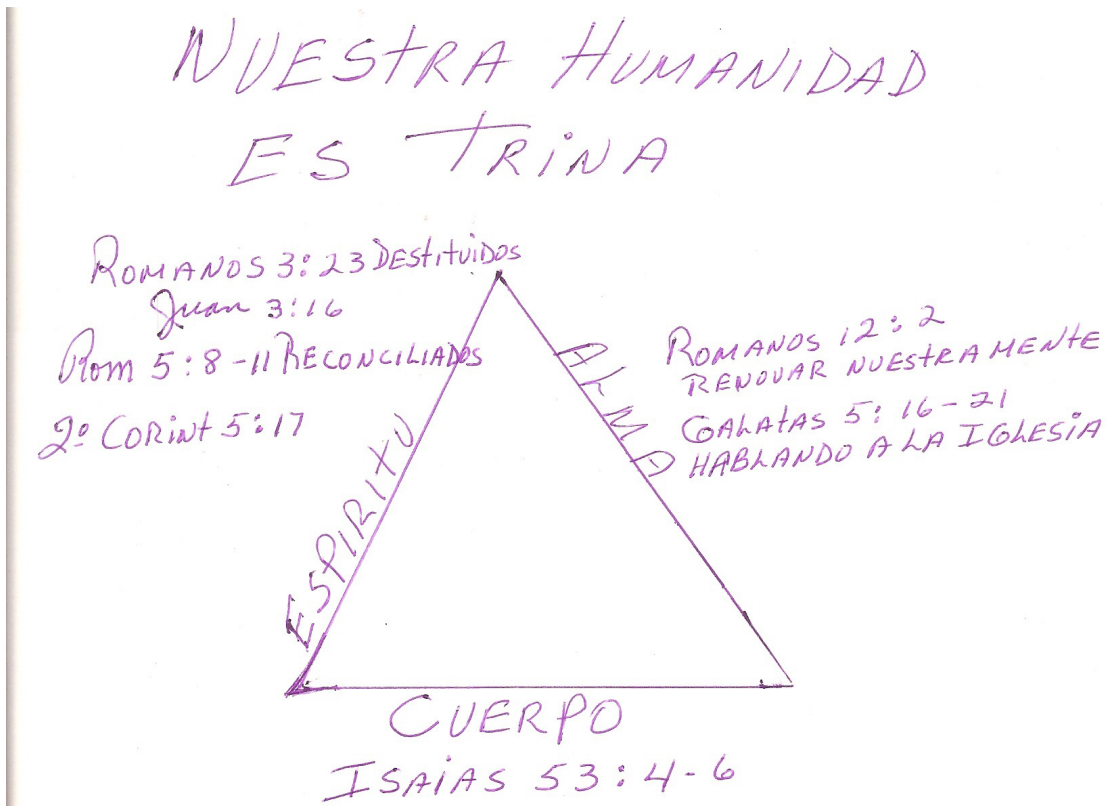 NUESTRA HUMANIDAD
ES TRINA
ROMANOS 3:23 DESTITUIDOS
Juan 3:16
Rom 5:8-11 RECONCILIADOS
2º CORINT 5:17
ESPIRITU
ALMA
ROMANOS 12:2
RENOVAR NUESTRA MENTE
GALATAS 5:16-21
HABLANDO A LA IGLESIA
CUERPO
ISAIAS 53:4-6